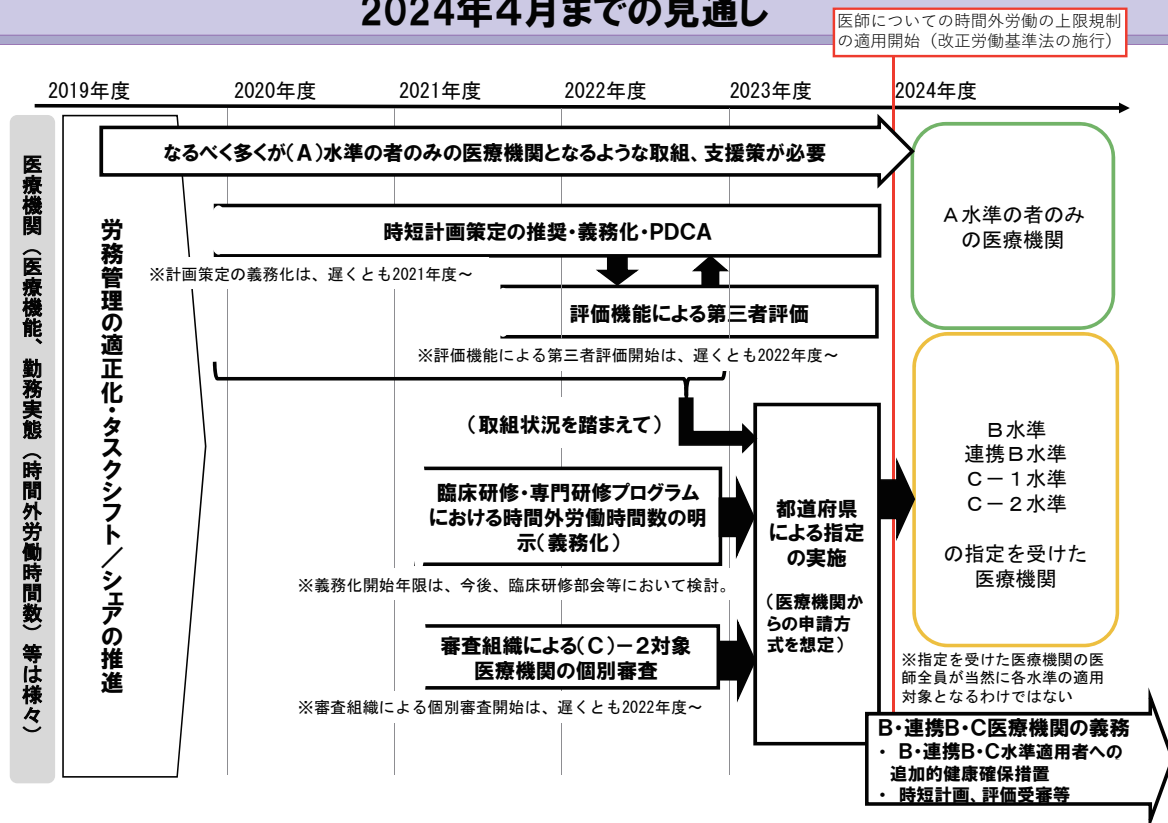 2024年4月までの見通し
医師についての時間外労働の上限規制
の適用開始（改正労働基準法の施行）
2019年度
2020年度
2021年度
2022年度
2023年度
2024年度
医療機関（医療機能、勤務実態（時間外労働時間数）等は様々）
労務管理の適正化・タスクシフト／シェアの推進
なるべく多くが（A）水準の者のみの医療機関となるような取組、支援策が必要
時短計画策定の推奨・義務化・PDCA
※計画策定の義務化は、遅くとも2021年度～
評価機能による第三者評価
※評価機能による第三者評価開始は、遅くとも2022年度～
（取組状況を踏まえて）
臨床研修・専門研修プログラム
における時間外労働時間数の明
示（義務化）
※義務化開始年限は、今後、臨床研修部会等において検討。
審査組織による（C）－2対象
医療機関の個別審査
※審査組織による個別審査開始は、遅くとも2022年度～
都道府県
による指定
の実施
（医療機関か
らの申請方
式を想定）
A水準の者のみ
の医療機関
B水準
連携B水準
C－1水準
C－2水準
の指定を受けた
医療機関
※指定を受けた医療機関の医
師全員が当然に各水準の適用
対象となるわけではない
B・連携B・C医療機関の義務
・ B・連携B・C水準適用者への
追加的健康確保措置
・ 時短計画、評価受審等